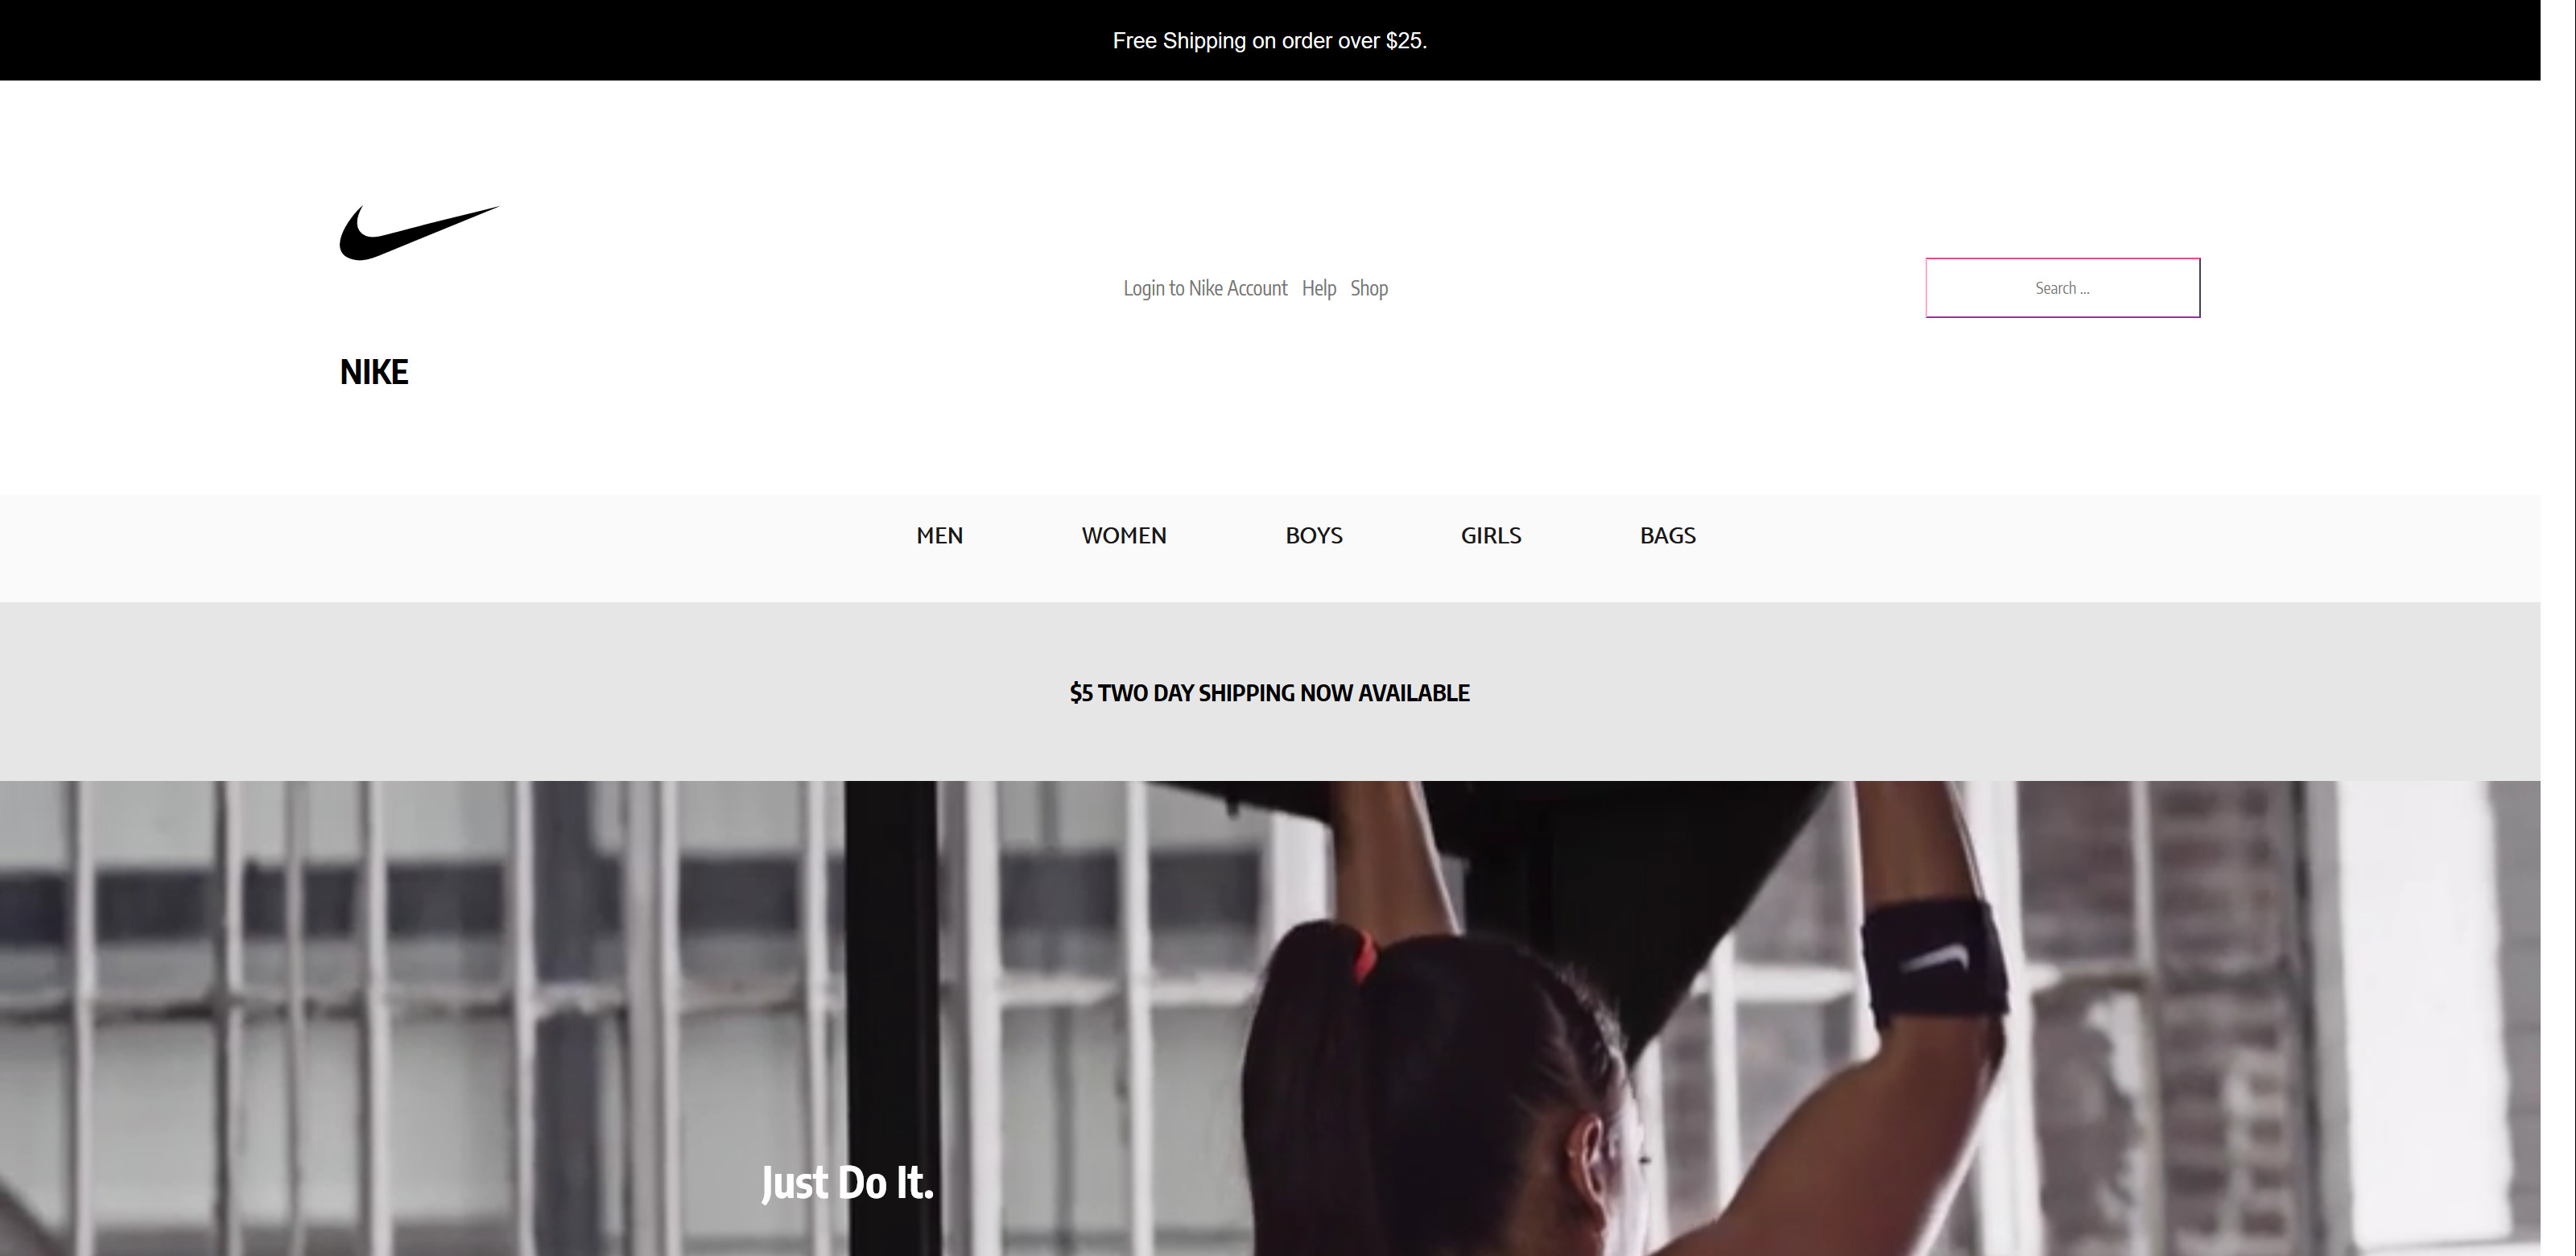 Free Shipping on order over $25.
NIKE
Login to Nike Account Help Shop
Search ...
MEN WOMEN BOYS GIRLS BAGS
$5 TWO DAY SHIPPING NOW AVAILABLE
Just Do It.